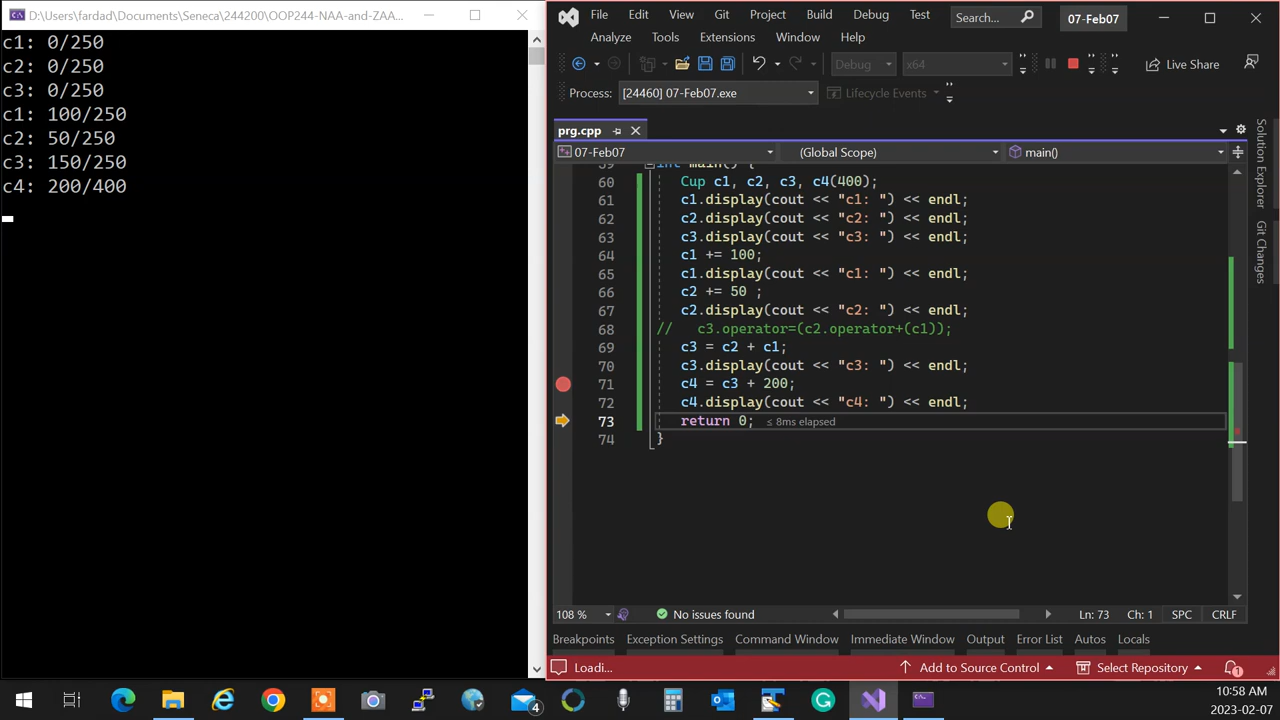 D:\Users\fardad\Documents\Seneca\244200\OOP244-NAA-and-ZAA...
c1: 0/250
c2: 0/250
c3: 0/250
c1: 100/250
c2: 50/250
c3: 150/250
c4: 200/400
File Edit View Git Project Build Debug Test
Analyze Tools Extensions Window Help
Search...
07-Feb07
Debug x64
Live Share
Process: [24460] 07-Feb07.exe
Lifecycle Events
prg.cpp
07-Feb07 (Global Scope) main()
59 int main() {
60 Cup c1, c2, c3, c4(400);
61 c1.display(cout << "c1: ") << endl;
62 c2.display(cout << "c2: ") << endl;
63 c3.display(cout << "c3: ") << endl;
64 c1 += 100;
65 c1.display(cout << "c1: ") << endl;
66 c2 += 50 ;
67 c2.display(cout << "c2: ") << endl;
68 // c3.operator=(c2.operator+(c1));
69 c3 = c2 + c1;
70 c3.display(cout << "c3: ") << endl;
71 c4 = c3 + 200;
72 c4.display(cout << "c4: ") << endl;
73 return 0; ≤ 8ms elapsed
74 }
Solution Explorer
Git Changes
108 % No issues found Ln: 73 Ch: 1 SPC CRLF
Breakpoints Exception Settings Command Window Immediate Window Output Error List Autos Locals
Loadi... Add to Source Control Select Repository 1
4
10:58 AM
2023-02-07